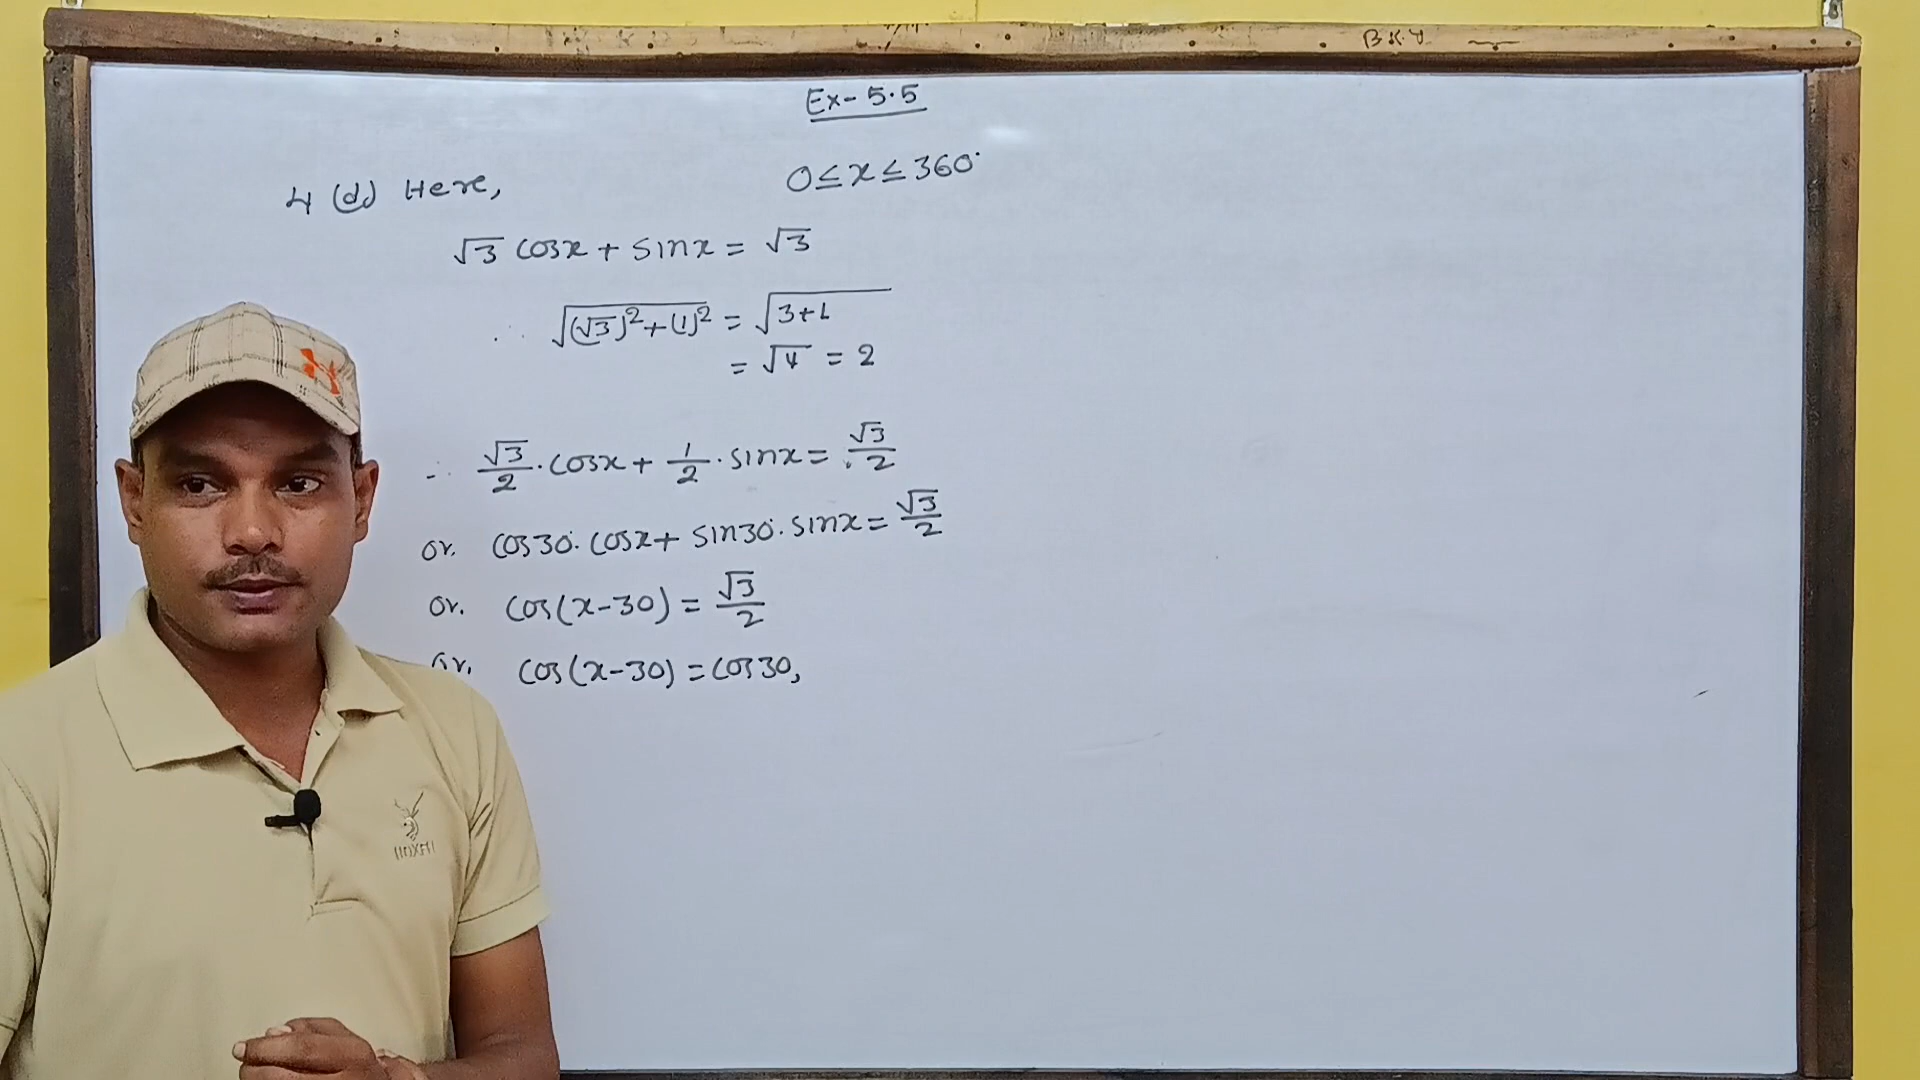 B.K.Y
Ex-5.5
4 (d) Here,
0≤x≤360°
√3 cosx + sinx = √3
√(√3)²+(1)² = √3+1
= √4 = 2
∴ √3/2 · cosx + 1/2 · sinx = √3/2
or. cos30°. cosx + sin30°. sinx = √3/2
or. cos(x-30) = √3/2
or. cos(x-30) = cos30,